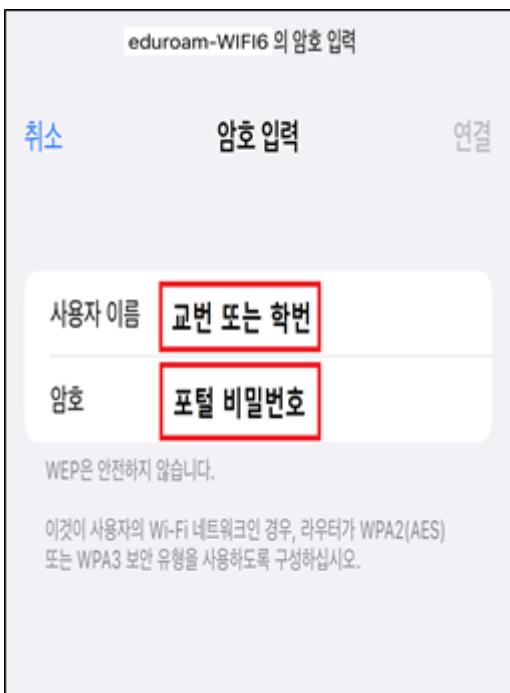 eduroam-WIFI6 의 암호 입력
취소 암호 입력 연결
사용자 이름 교번 또는 학번
암호 포털 비밀번호
WEP은 안전하지 않습니다.
이것이 사용자의 Wi-Fi 네트워크인 경우, 라우터가 WPA2(AES)
또는 WPA3 보안 유형을 사용하도록 구성하십시오.